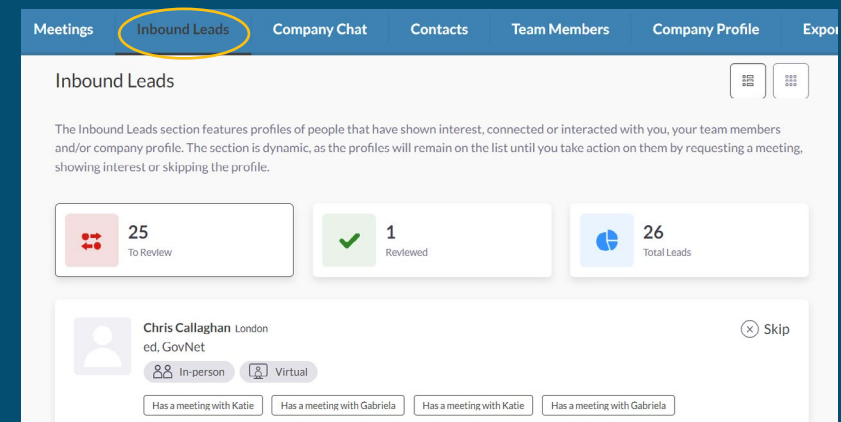 Meetings Inbound Leads Company Chat Contacts Team Members Company Profile Expor
Inbound Leads
The Inbound Leads section features profiles of people that have shown interest, connected or interacted with you, your team members
and/or company profile. The section is dynamic, as the profiles will remain on the list until you take action on them by requesting a meeting,
showing interest or skipping the profile.
25
To Review
1
Reviewed
26
Total Leads
Chris Callaghan London
ed, GovNet
In-person Virtual
Skip
Has a meeting with Katie Has a meeting with Gabriela Has a meeting with Katie Has a meeting with Gabriela